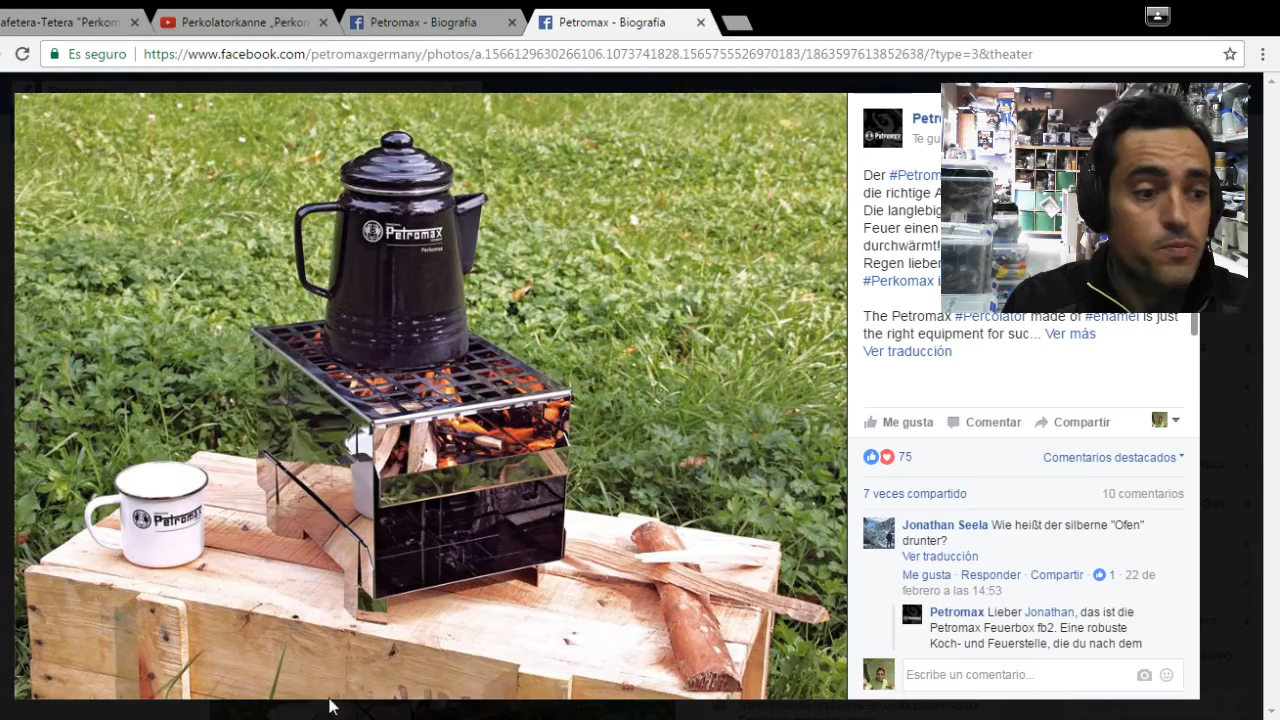 afetera-Tetera "Perkom
Perkolatorkanne „Perkor
Petromax - Biografía
Petromax - Biografía
Es seguro
https://www.facebook.com/petromaxgermany/photos/a.1566129630266106.1073741828.1565755526970183/1863597613852638/?type=3&theater
Petromax
Perkomax
Petromax
Petromax
Petr
Te gu
Der #Petrom
die richtige A
Die langlebig
Feuer einen
durchwärmt!
Regen lieber
#Perkomax i
The Petromax #Percolator made of #enamel is just
the right equipment for suc... Ver más
Ver traducción
Me gusta Comentar Compartir
75
Comentarios destacados
7 veces compartido
10 comentarios
Jonathan Seela Wie heißt der silberne "Ofen"
drunter?
Ver traducción
Me gusta · Responder · Compartir · 1 · 22 de
febrero a las 14:53
Petromax Lieber Jonathan, das ist die
Petromax Feuerbox fb2. Eine robuste
Koch- und Feuerstelle, die du nach dem
Escribe un comentario...